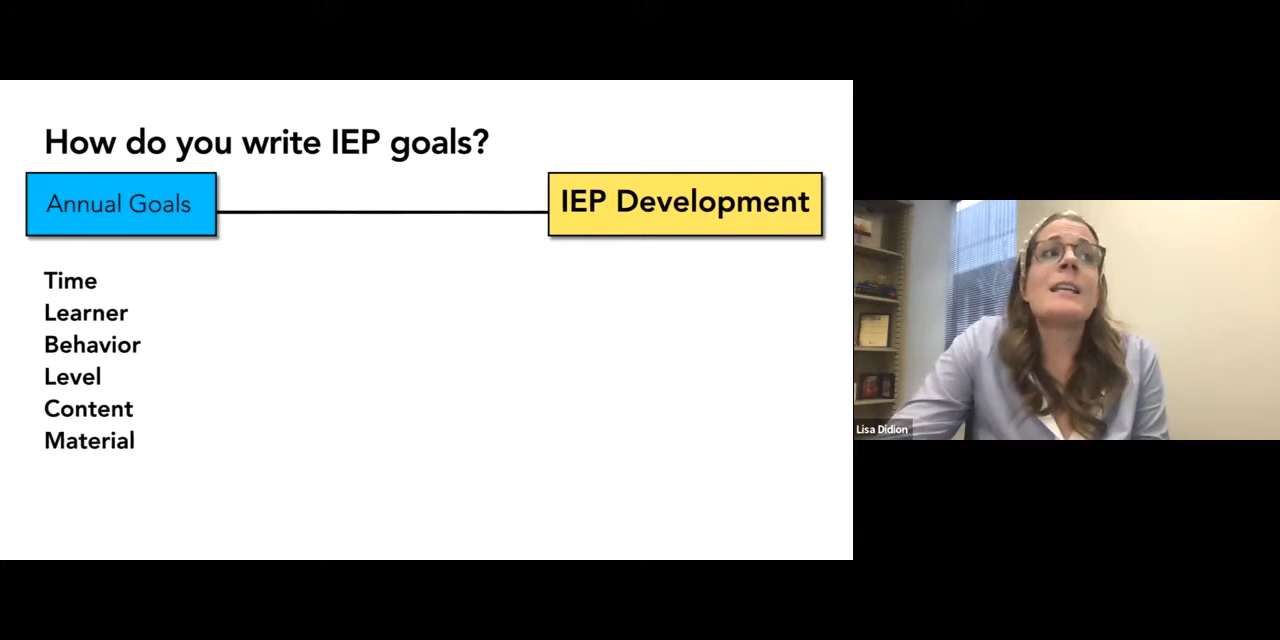 How do you write IEP goals?
Annual Goals
IEP Development
Time
Learner
Behavior
Level
Content
Material
Lisa Didion